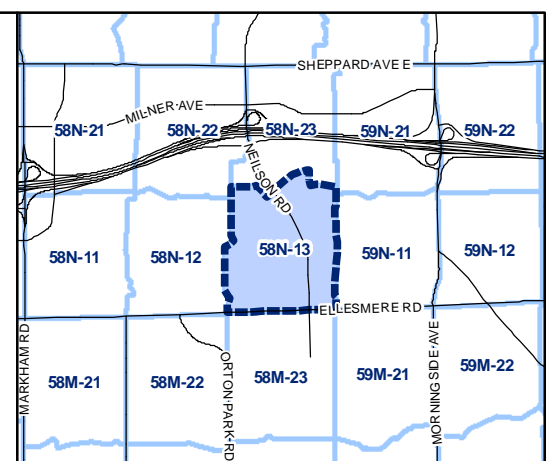 SHEPPARD AVE E
MILNER AVE
58N-21
58N-22
58N-23
59N-21
59N-22
NEILSON RD
58N-11
58N-12
58N-13
59N-11
59N-12
ELLESMERE RD
MARKHAM RD
ORTON PARK RD
MORNINGSIDE AVE
58M-21
58M-22
58M-23
59M-21
59M-22